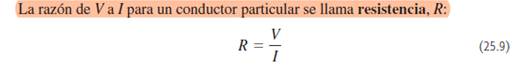 La razón de V a I para un conductor particular se llama resistencia, R:
R = V/I (25.9)